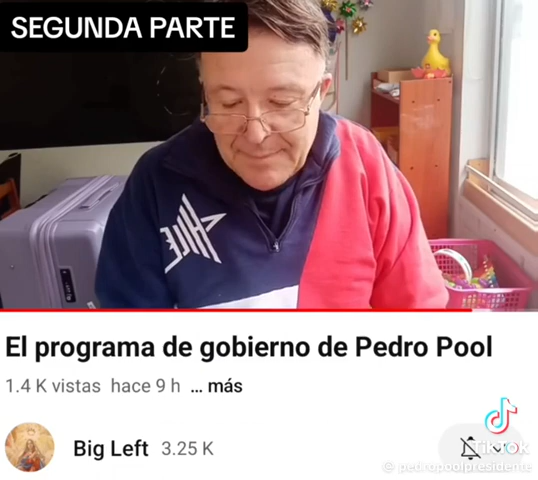 SEGUNDA PARTE
El programa de gobierno de Pedro Pool
1.4 K vistas hace 9 h ... más
Big Left 3.25 K
TikTok
@petropoolpresidente